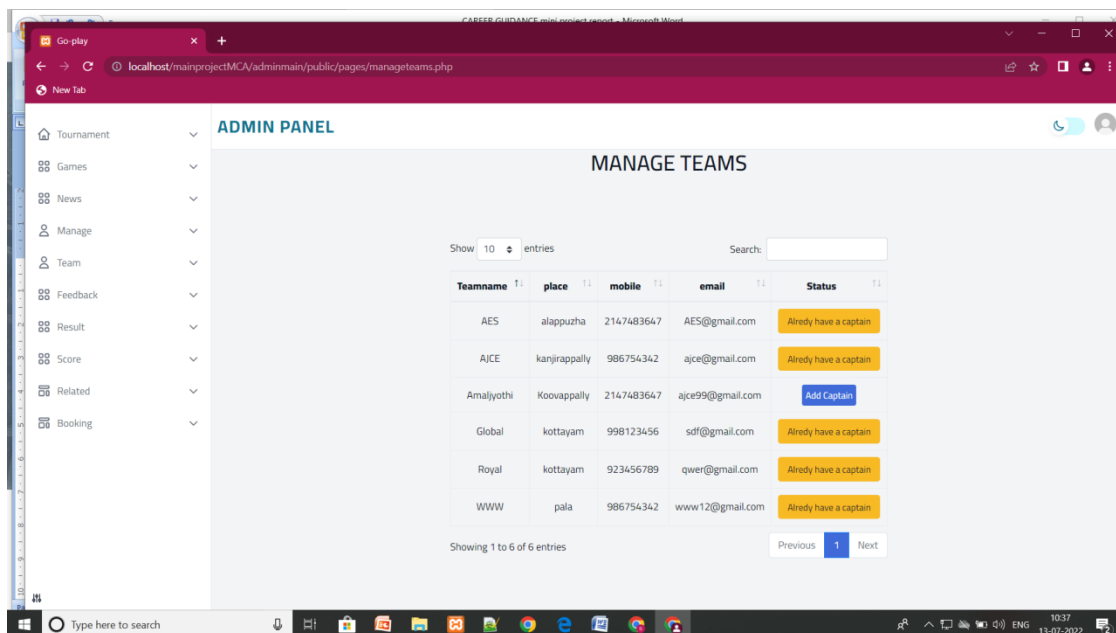 CAREER GUIDANCE mini project report - Microsoft Word
Go-play
localhost/mainprojectMCA/adminmain/public/pages/manageteams.php
New Tab
ADMIN PANEL
Tournament
Games
News
Manage
Team
Feedback
Result
Score
Related
Booking
MANAGE TEAMS
Show 10 entries Search:
Teamname place mobile email Status
AES alappuzha 2147483647 AES@gmail.com Alredy have a captain
AJCE kanjirappally 986754342 ajce@gmail.com Alredy have a captain
Amaljyothi Koovappally 2147483647 ajce99@gmail.com Add Captain
Global kottayam 998123456 sdf@gmail.com Alredy have a captain
Royal kottayam 923456789 qwer@gmail.com Alredy have a captain
WWW pala 986754342 www12@gmail.com Alredy have a captain
Showing 1 to 6 of 6 entries Previous 1 Next
Type here to search ENG 10:37
13-07-2022